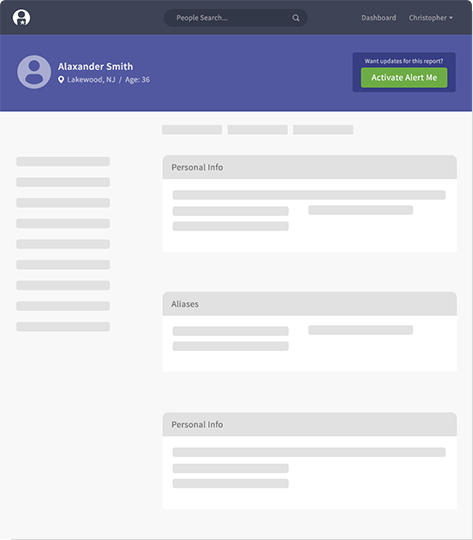 People Search...
Dashboard
Christopher
Alaxander Smith
Lakewood, NJ / Age: 36
Want updates for this report?
Activate Alert Me
Personal Info
Aliases
Personal Info